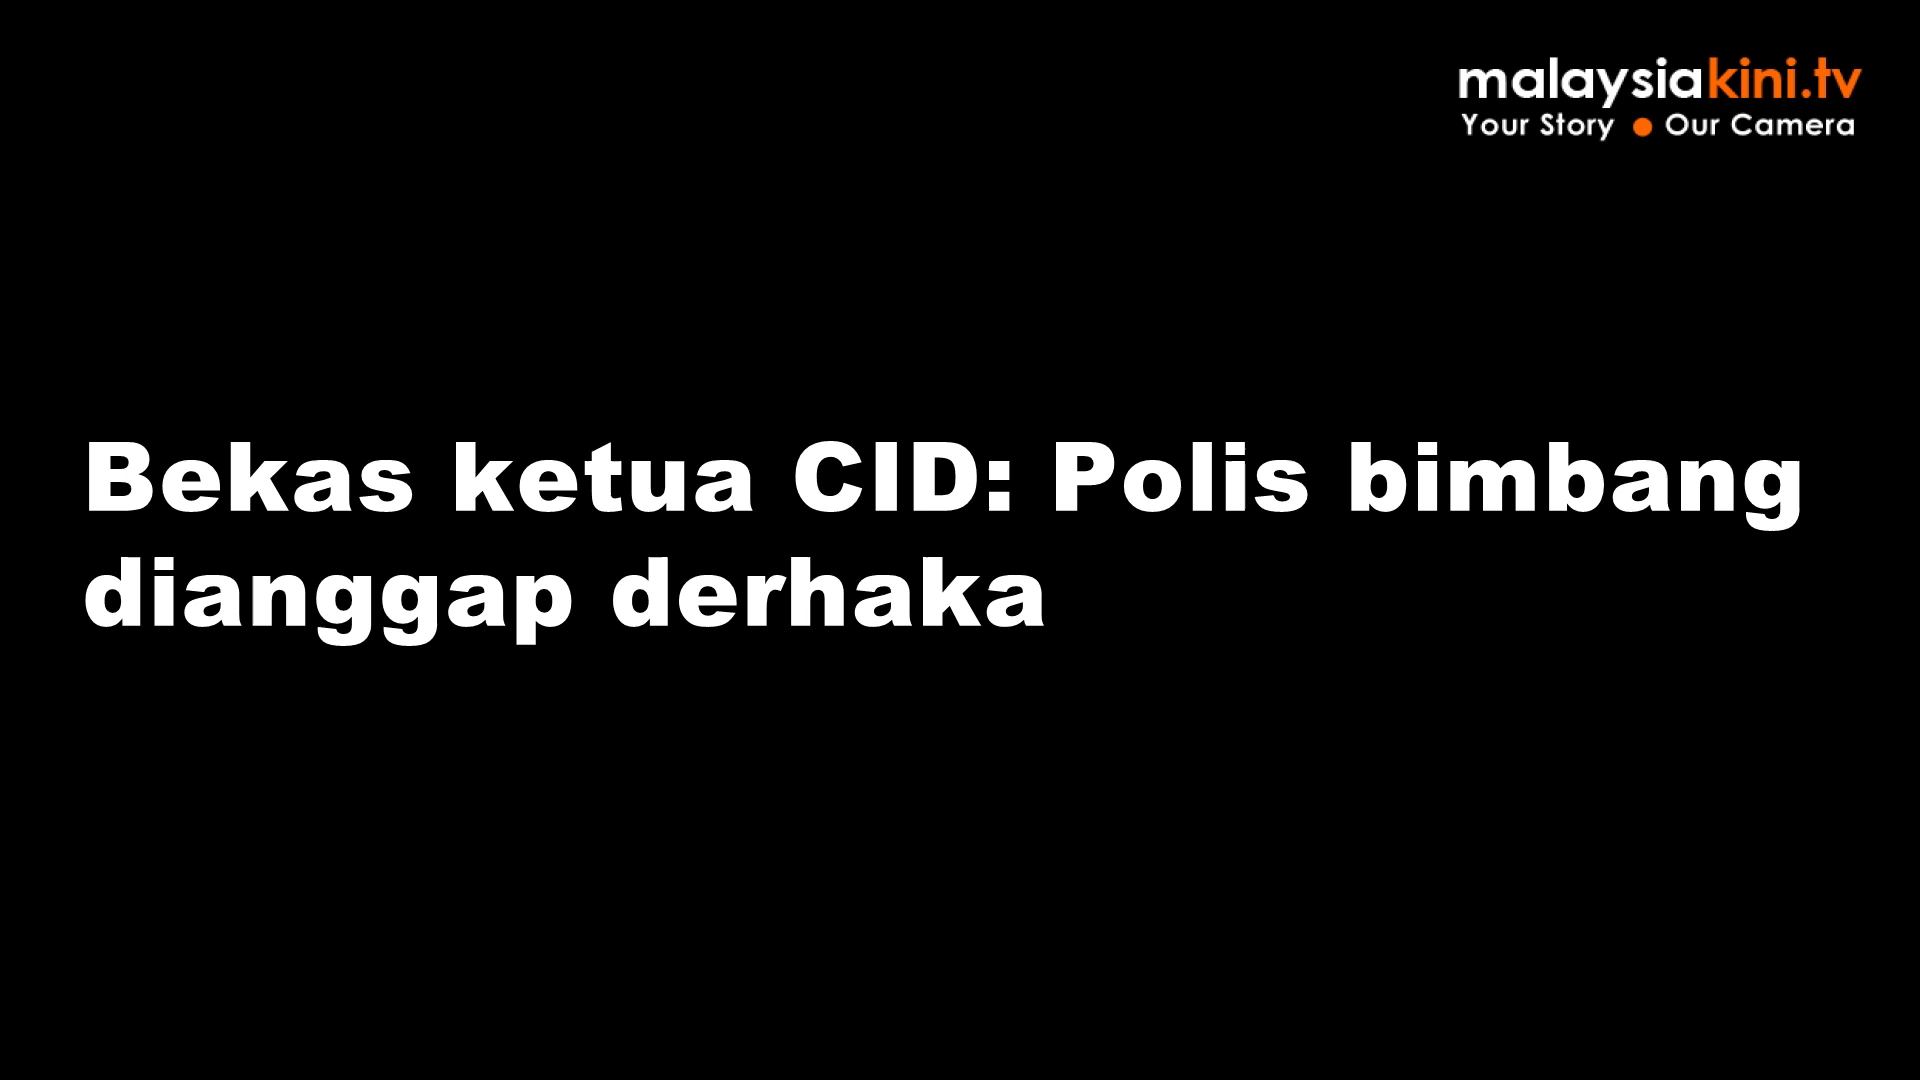 malaysiakini.tv
Your Story ● Our Camera
Bekas ketua CID: Polis bimbang
dianggap derhaka